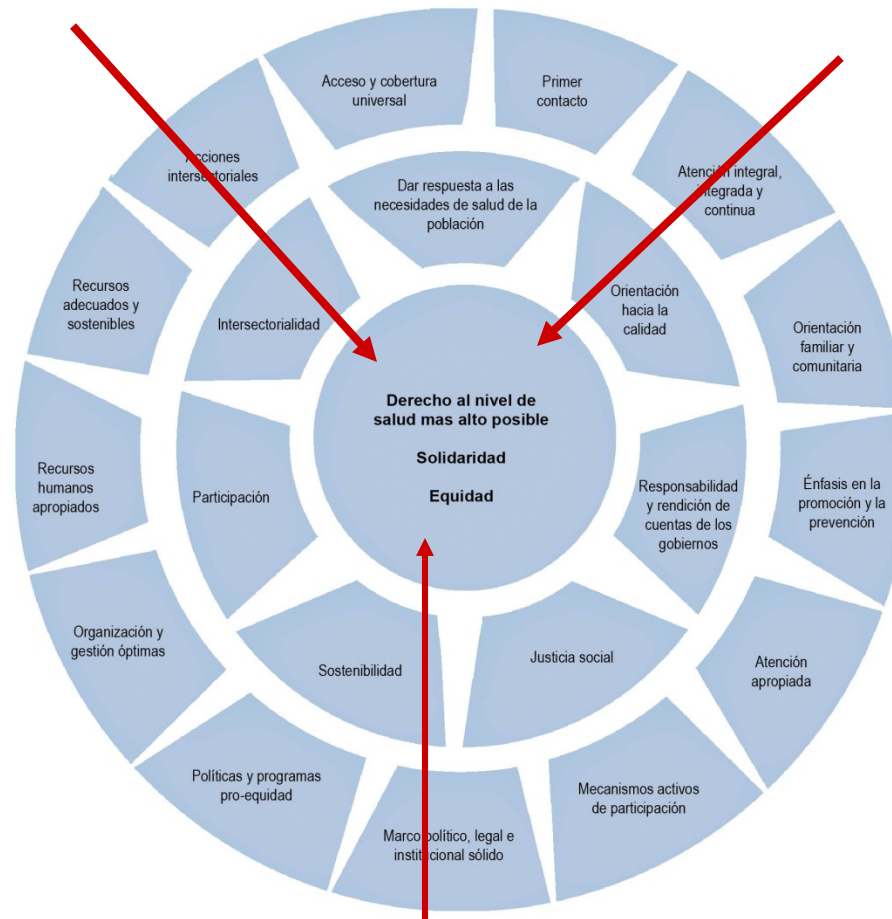 Acceso y cobertura
universal
Primer
contacto
Atención integral,
integrada y
continua
Orientación
familiar y
comunitaria
Énfasis en la
promoción y la
prevención
Atención
apropiada
Mecanismos activos
de participación
Marco político, legal e
institucional sólido
Políticas y programas
pro-equidad
Organización y
gestión óptimas
Recursos
humanos
apropiados
Recursos
adecuados y
sostenibles
Acciones
intersectoriales
Dar respuesta a las
necesidades de salud de la
población
Orientación
hacia la
calidad
Responsabilidad
y rendición de
cuentas de los
gobiernos
Justicia social
Sostenibilidad
Participación
Intersectorialidad
Derecho al nivel de
salud mas alto posible
Solidaridad
Equidad